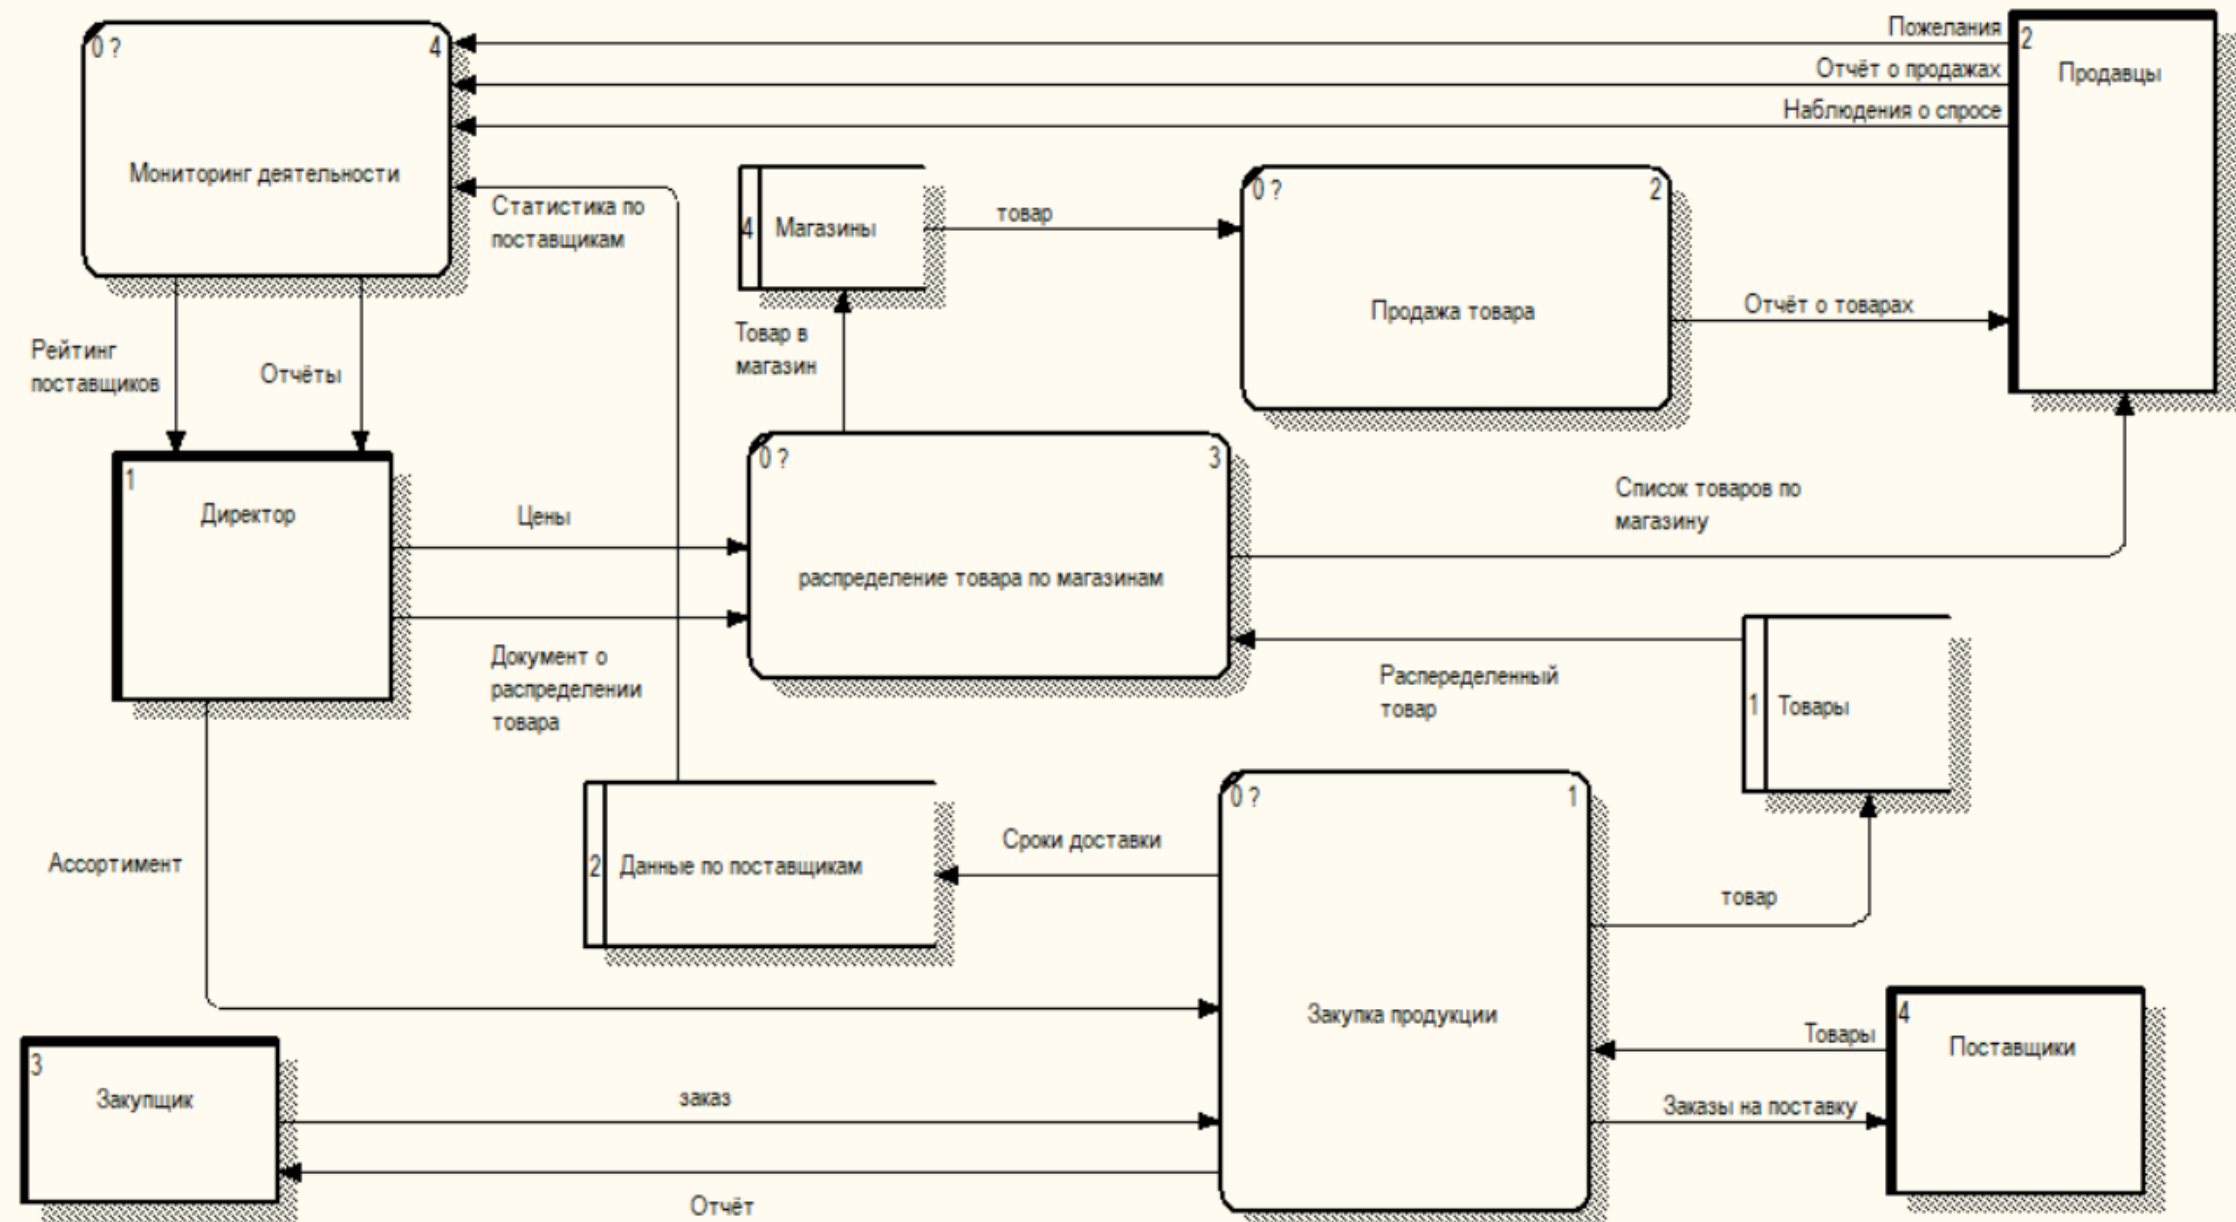 0 ?
4
Мониторинг деятельности
Пожелания
Отчёт о продажах
Наблюдения о спросе
2
Продавцы
Статистика по
поставщикам
4
Магазины
товар
0 ?
2
Продажа товара
Отчёт о товарах
Рейтинг
поставщиков
Отчёты
Товар в
магазин
1
Директор
Цены
Документ о
распределении
товара
0 ?
3
распределение товара по магазинам
Список товаров по
магазину
Распеределенный
товар
1
Товары
Ассортимент
2
Данные по поставщикам
Сроки доставки
0 ?
1
Закупка продукции
товар
Товары
Заказы на поставку
4
Поставщики
3
Закупщик
заказ
Отчёт